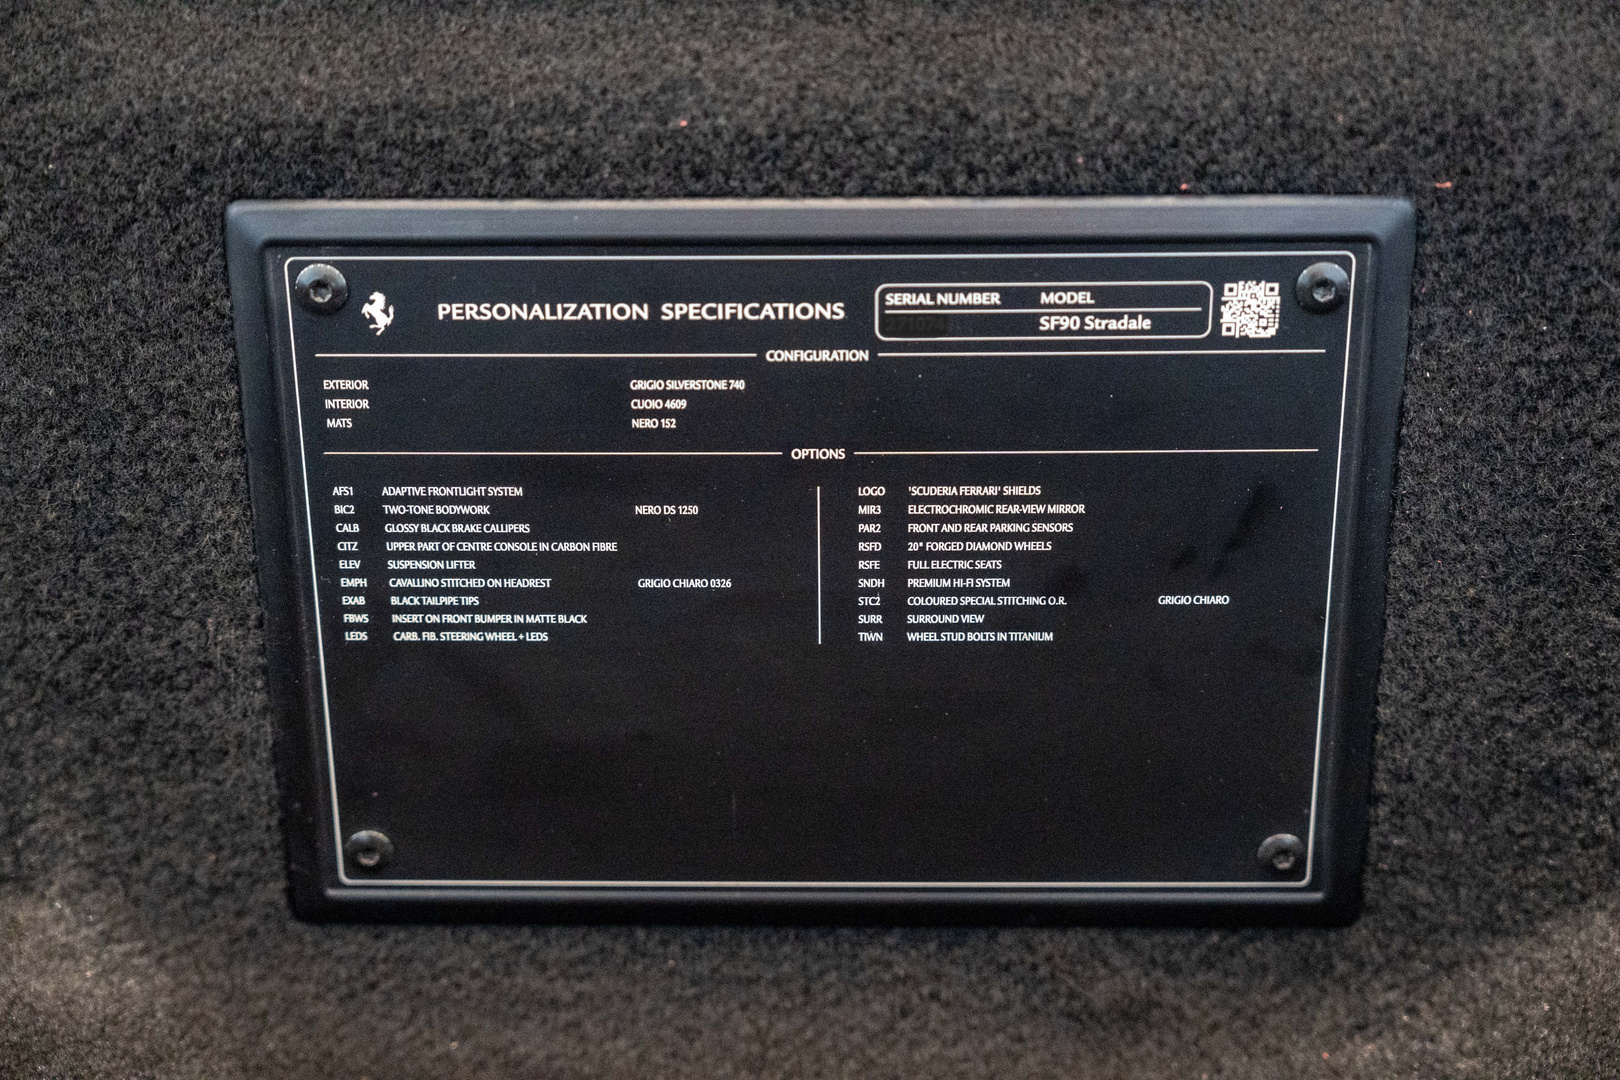 PERSONALIZATION SPECIFICATIONS
SERIAL NUMBER MODEL
SF90 Stradale
CONFIGURATION
EXTERIOR GRIGIO SILVERSTONE 740
INTERIOR CUOIO 4609
MATS NERO 152
OPTIONS
AFS1 ADAPTIVE FRONTLIGHT SYSTEM
BIC2 TWO-TONE BODYWORK NERO DS 1250
CALB GLOSSY BLACK BRAKE CALLIPERS
CITZ UPPER PART OF CENTRE CONSOLE IN CARBON FIBRE
ELEV SUSPENSION LIFTER
EMPH CAVALLINO STITCHED ON HEADREST GRIGIO CHIARO 0326
EXAB BLACK TAILPIPE TIPS
FBWS INSERT ON FRONT BUMPER IN MATTE BLACK
LEDS CARB. FIB. STEERING WHEEL + LEDS
LOGO 'SCUDERIA FERRARI' SHIELDS
MIR3 ELECTROCHROMIC REAR-VIEW MIRROR
PAR2 FRONT AND REAR PARKING SENSORS
RSFD 20" FORGED DIAMOND WHEELS
RSFE FULL ELECTRIC SEATS
SNDH PREMIUM HI-FI SYSTEM
STC2 COLOURED SPECIAL STITCHING O.R. GRIGIO CHIARO
SURR SURROUND VIEW
TIWN WHEEL STUD BOLTS IN TITANIUM